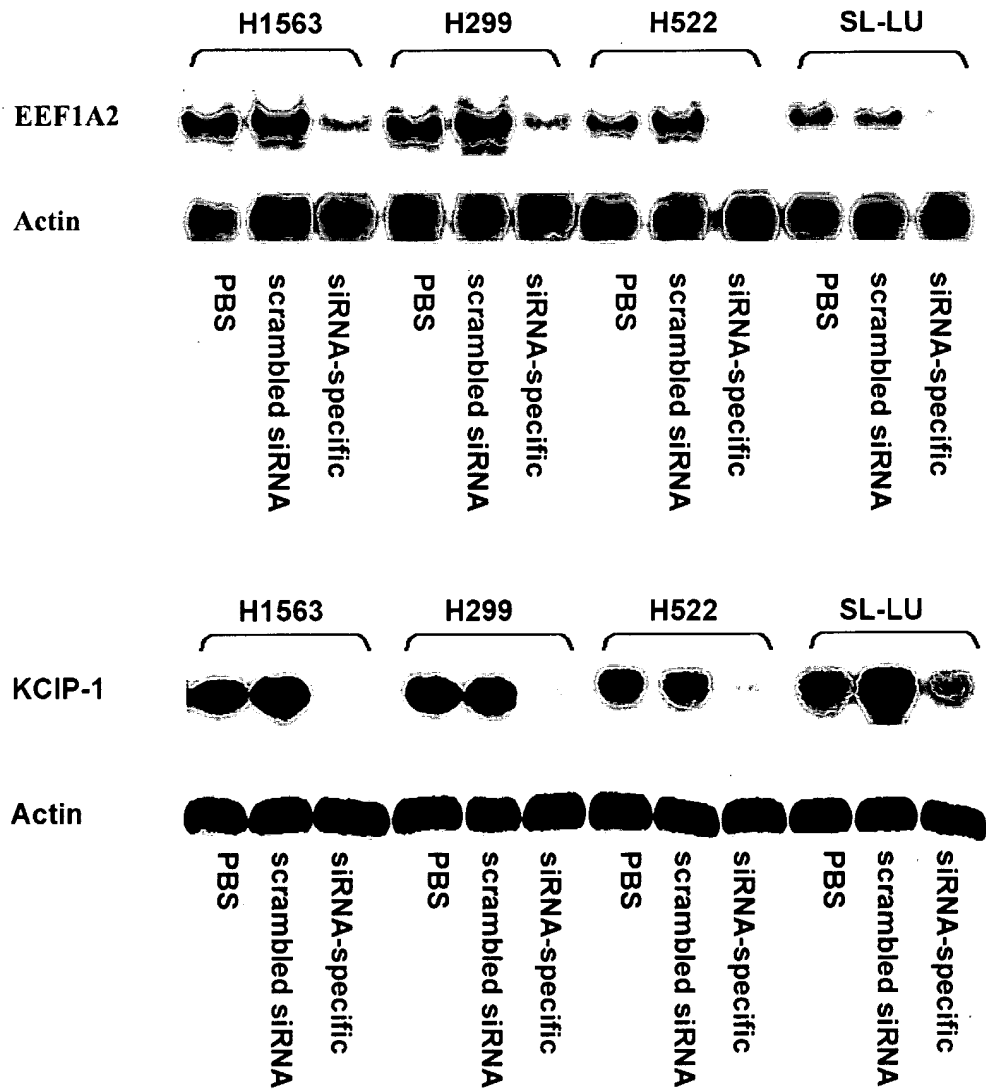 H1563 H299 H522 SL-LU
EEF1A2
Actin
PBS scrambled siRNA siRNA-specific PBS scrambled siRNA siRNA-specific PBS scrambled siRNA siRNA-specific PBS scrambled siRNA siRNA-specific
H1563 H299 H522 SL-LU
KCIP-1
Actin
PBS scrambled siRNA siRNA-specific PBS scrambled siRNA siRNA-specific PBS scrambled siRNA siRNA-specific PBS scrambled siRNA siRNA-specific